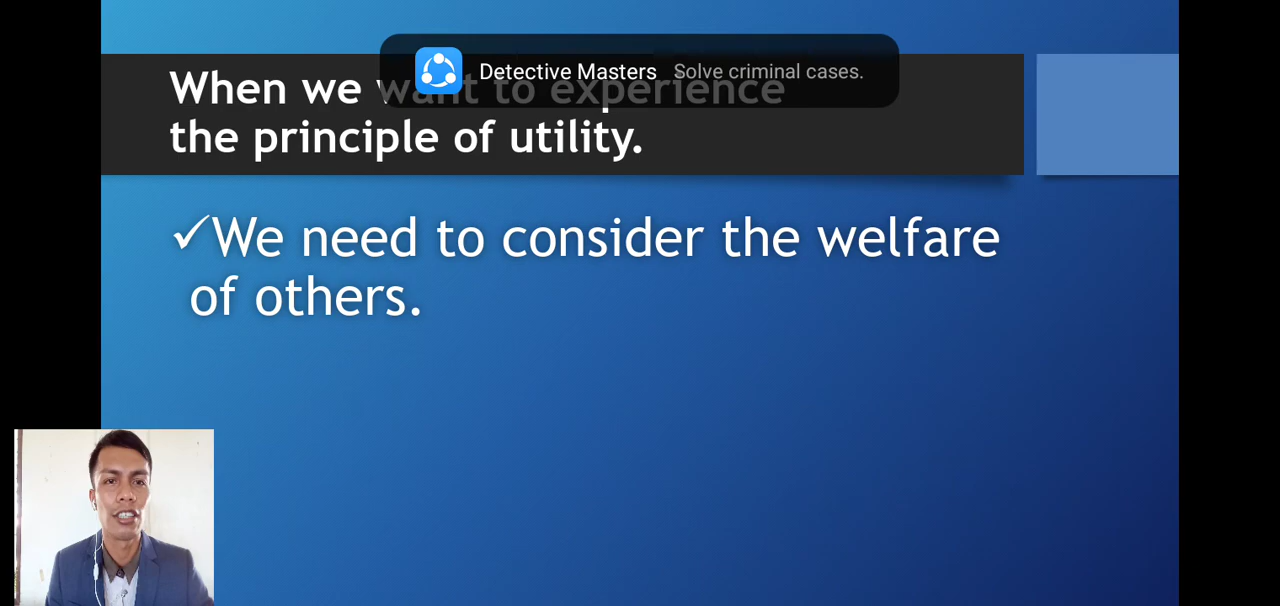 Detective Masters Solve criminal cases.
When we want to experience
the principle of utility.
✓We need to consider the welfare
of others.